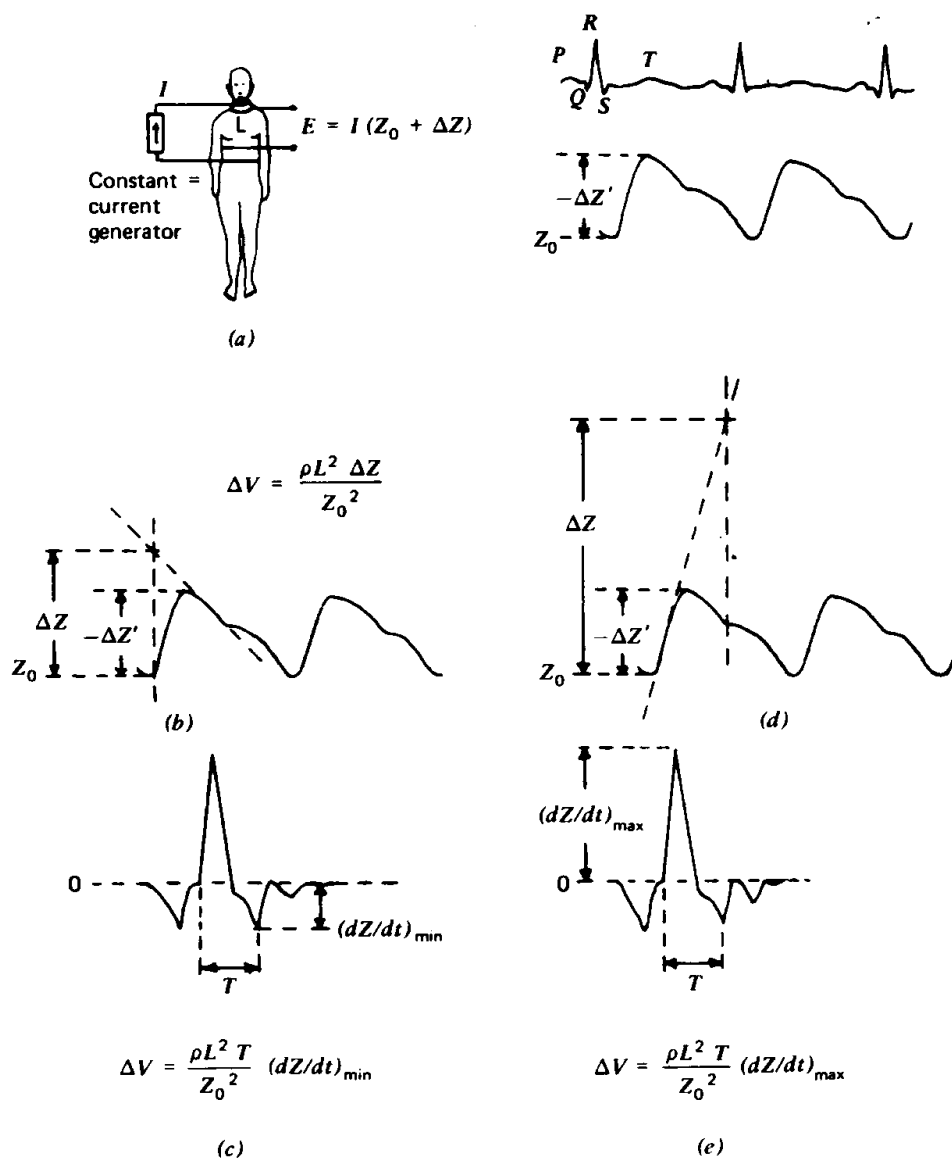 I
L
E = I (Z₀ + ΔZ)
Constant =
current
generator
(a)
R
P
T
Q
S
−ΔZ'
Z₀
ΔV = ρL² ΔZ / Z₀²
ΔZ
−ΔZ'
Z₀
(b)
ΔZ
−ΔZ'
Z₀
(d)
0
(dZ/dt)min
T
ΔV = ρL² T / Z₀² (dZ/dt)min
(c)
(dZ/dt)max
0
T
ΔV = ρL² T / Z₀² (dZ/dt)max
(e)